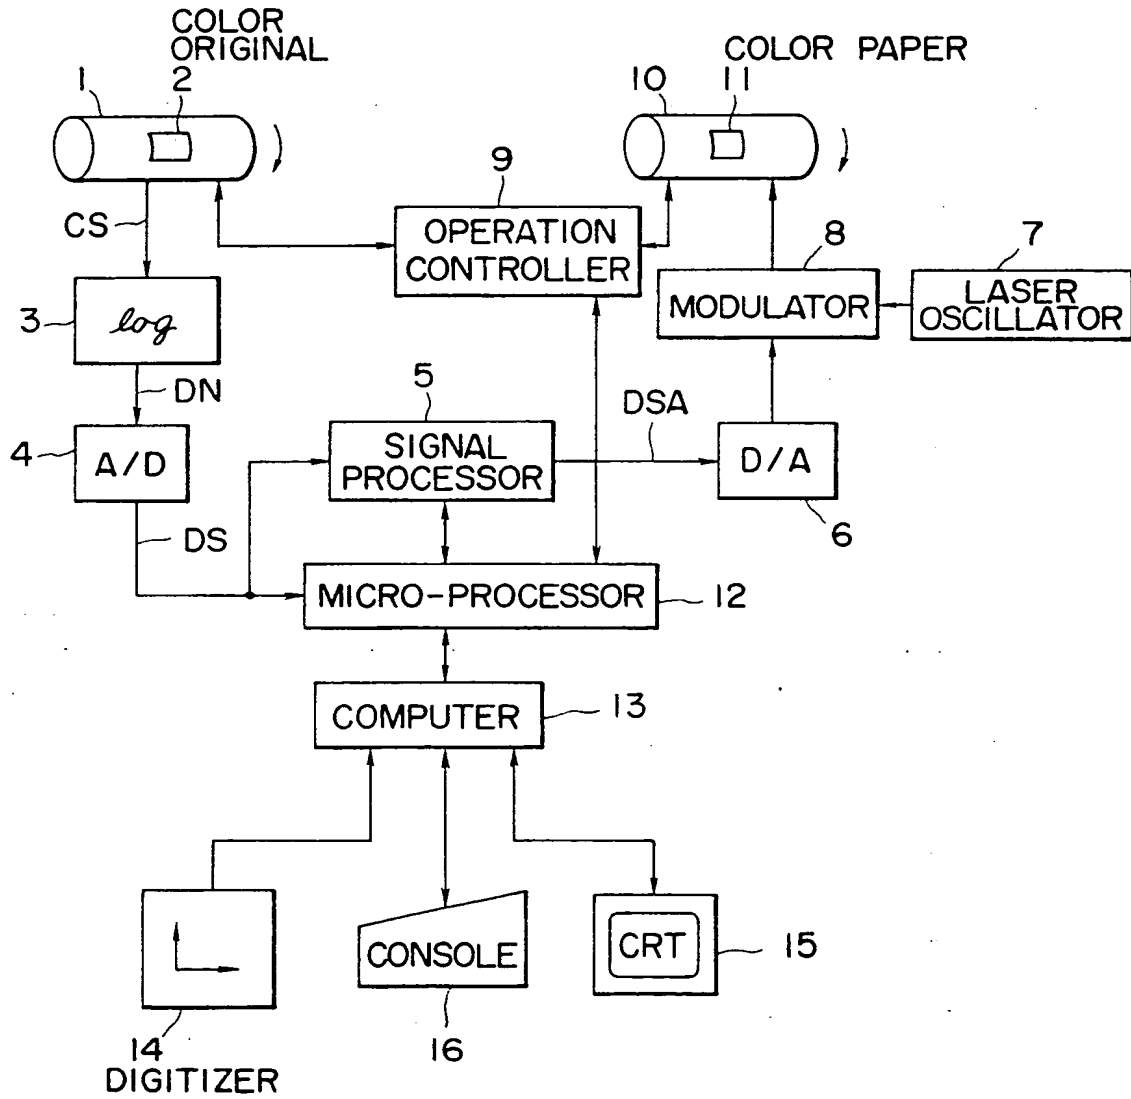 COLOR
ORIGINAL
COLOR PAPER
1
2
10
11
9
CS
OPERATION
CONTROLLER
8
7
3
log
MODULATOR
LASER
OSCILLATOR
DN
5
DSA
4
A/D
SIGNAL
PROCESSOR
D/A
DS
6
MICRO-PROCESSOR
12
COMPUTER
13
CONSOLE
CRT
15
14
DIGITIZER
16